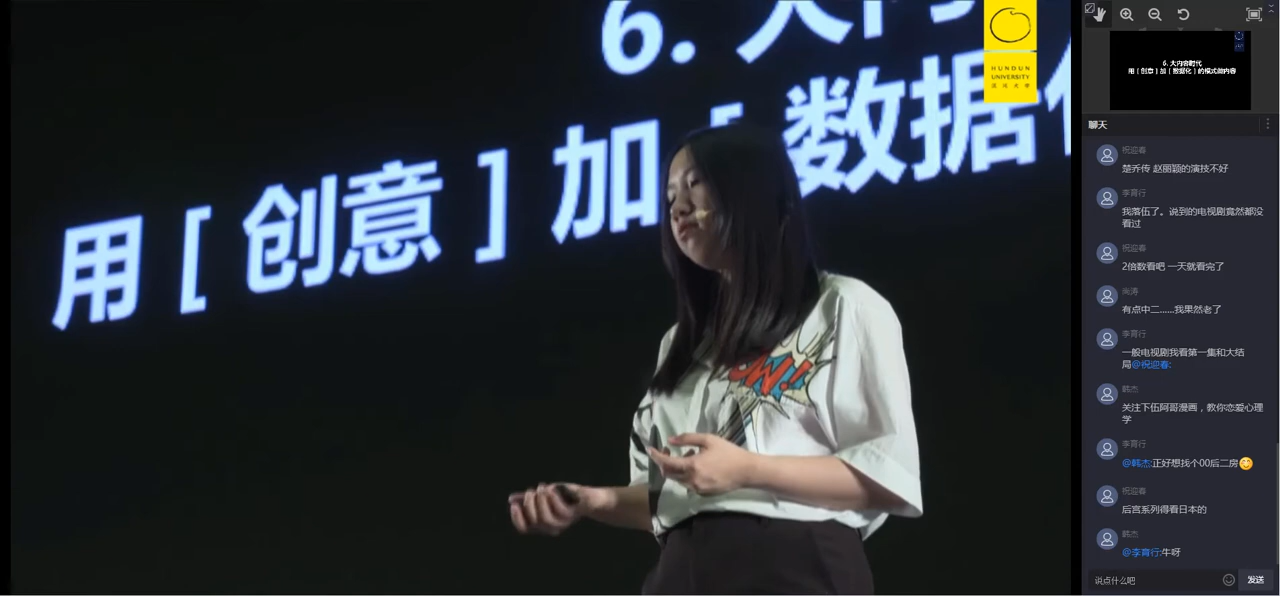 6. 大内
用[创意]加[数据化
HUNDUN
UNIVERSITY
混沌大学
POW!
6. 大内容时代
用[创意]加[数据化]的模式做内容
聊天
祝迎春
楚乔传 赵丽颖的演技不好
李育行
我落伍了。说到的电视剧竟然都没
看过
祝迎春
2倍数看吧 一天就看完了
尚涛
有点中二......我果然老了
李育行
一般电视剧我看第一集和大结
局@祝迎春:
韩杰
关注下伍阿哥漫画，教你恋爱心理
学
李育行
@韩杰:正好想找个00后二房
祝迎春
后宫系列得看日本的
韩杰
@李育行:牛呀
说点什么吧
发送